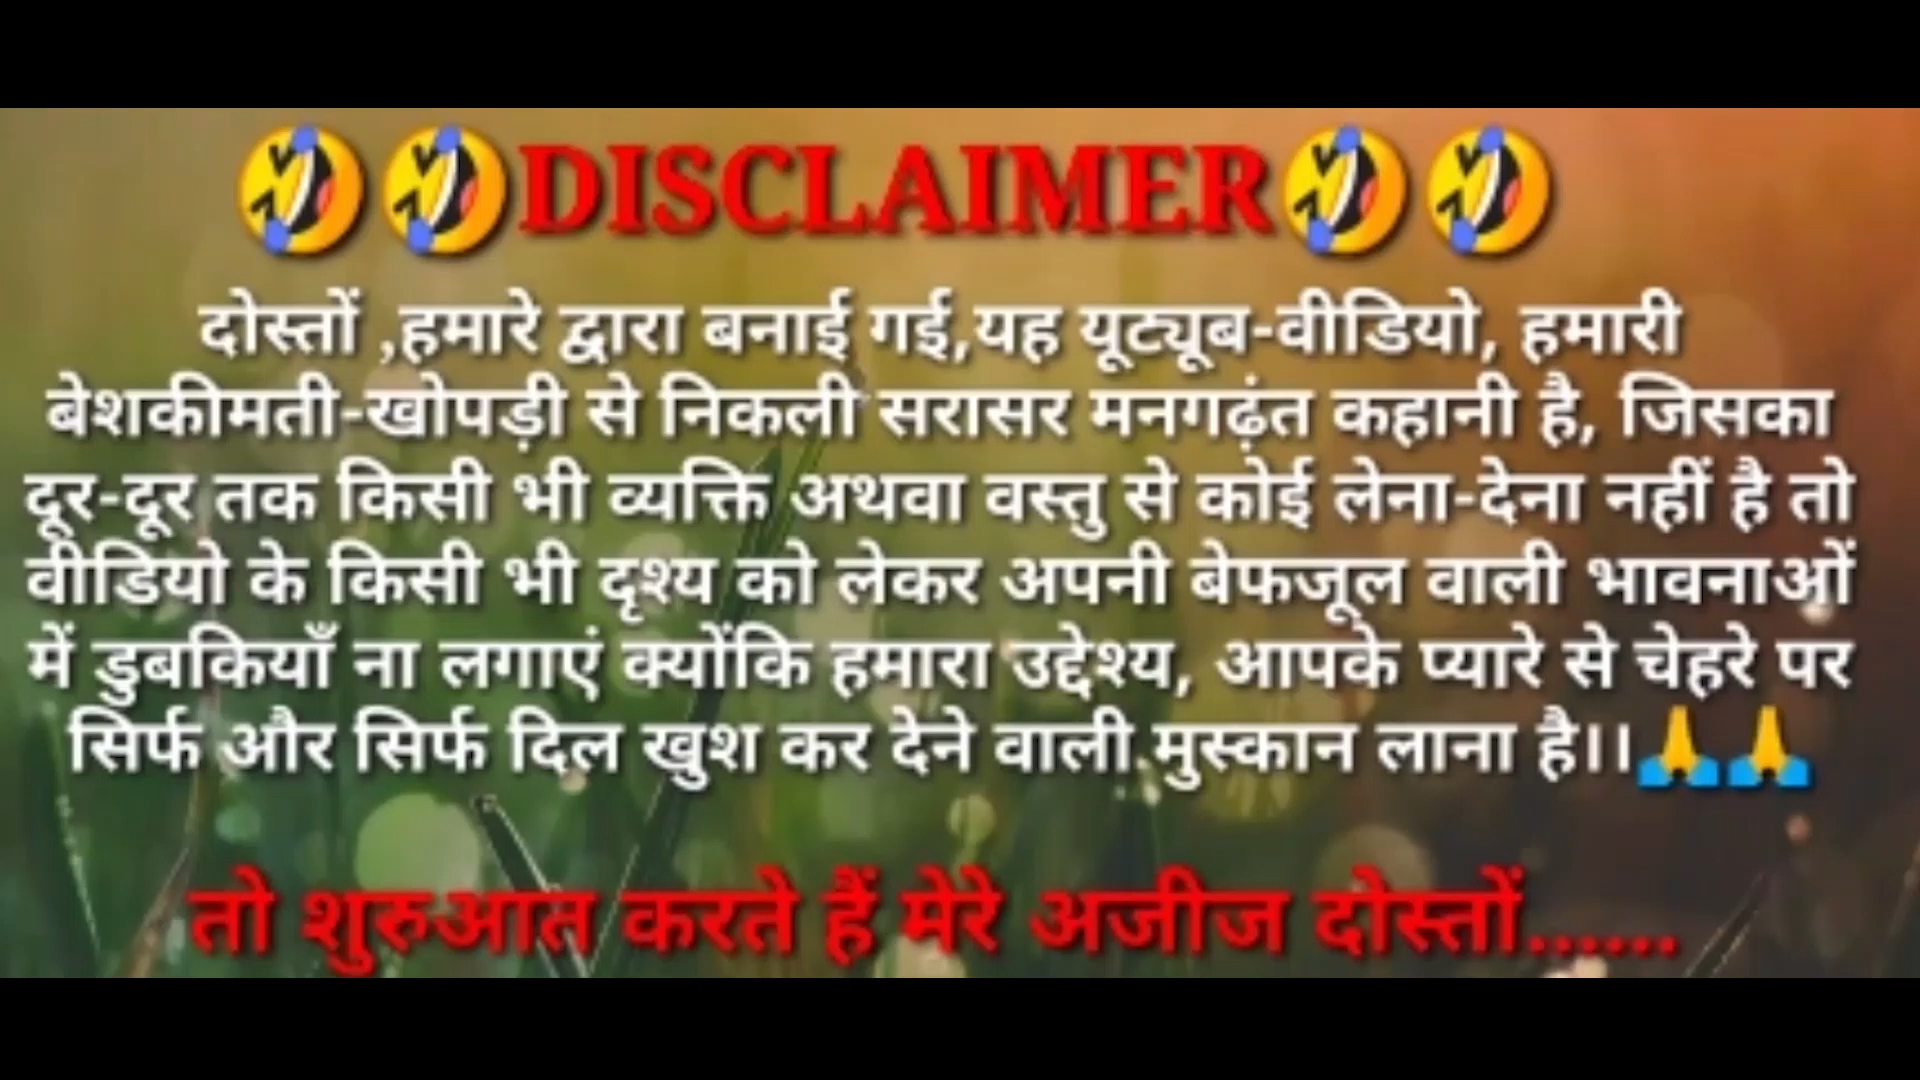 🤣🤣DISCLAIMER🤣🤣
दोस्तों ,हमारे द्वारा बनाई गई,यह यूट्यूब-वीडियो, हमारी
बेशकीमती-खोपड़ी से निकली सरासर मनगढ़ंत कहानी है, जिसका
दूर-दूर तक किसी भी व्यक्ति अथवा वस्तु से कोई लेना-देना नहीं है तो
वीडियो के किसी भी दृश्य को लेकर अपनी बेफजूल वाली भावनाओं
में डुबकियाँ ना लगाएं क्योंकि हमारा उद्देश्य, आपके प्यारे से चेहरे पर
सिर्फ और सिर्फ दिल खुश कर देने वाली मुस्कान लाना है।।🙏🙏
तो शुरुआत करते हैं मेरे अजीज दोस्तों......